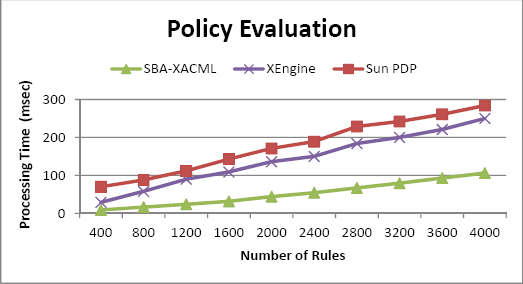 Policy Evaluation
SBA-XACML XEngine Sun PDP
Processing Time (msec)
300
200
100
0
400 800 1200 1600 2000 2400 2800 3200 3600 4000
Number of Rules